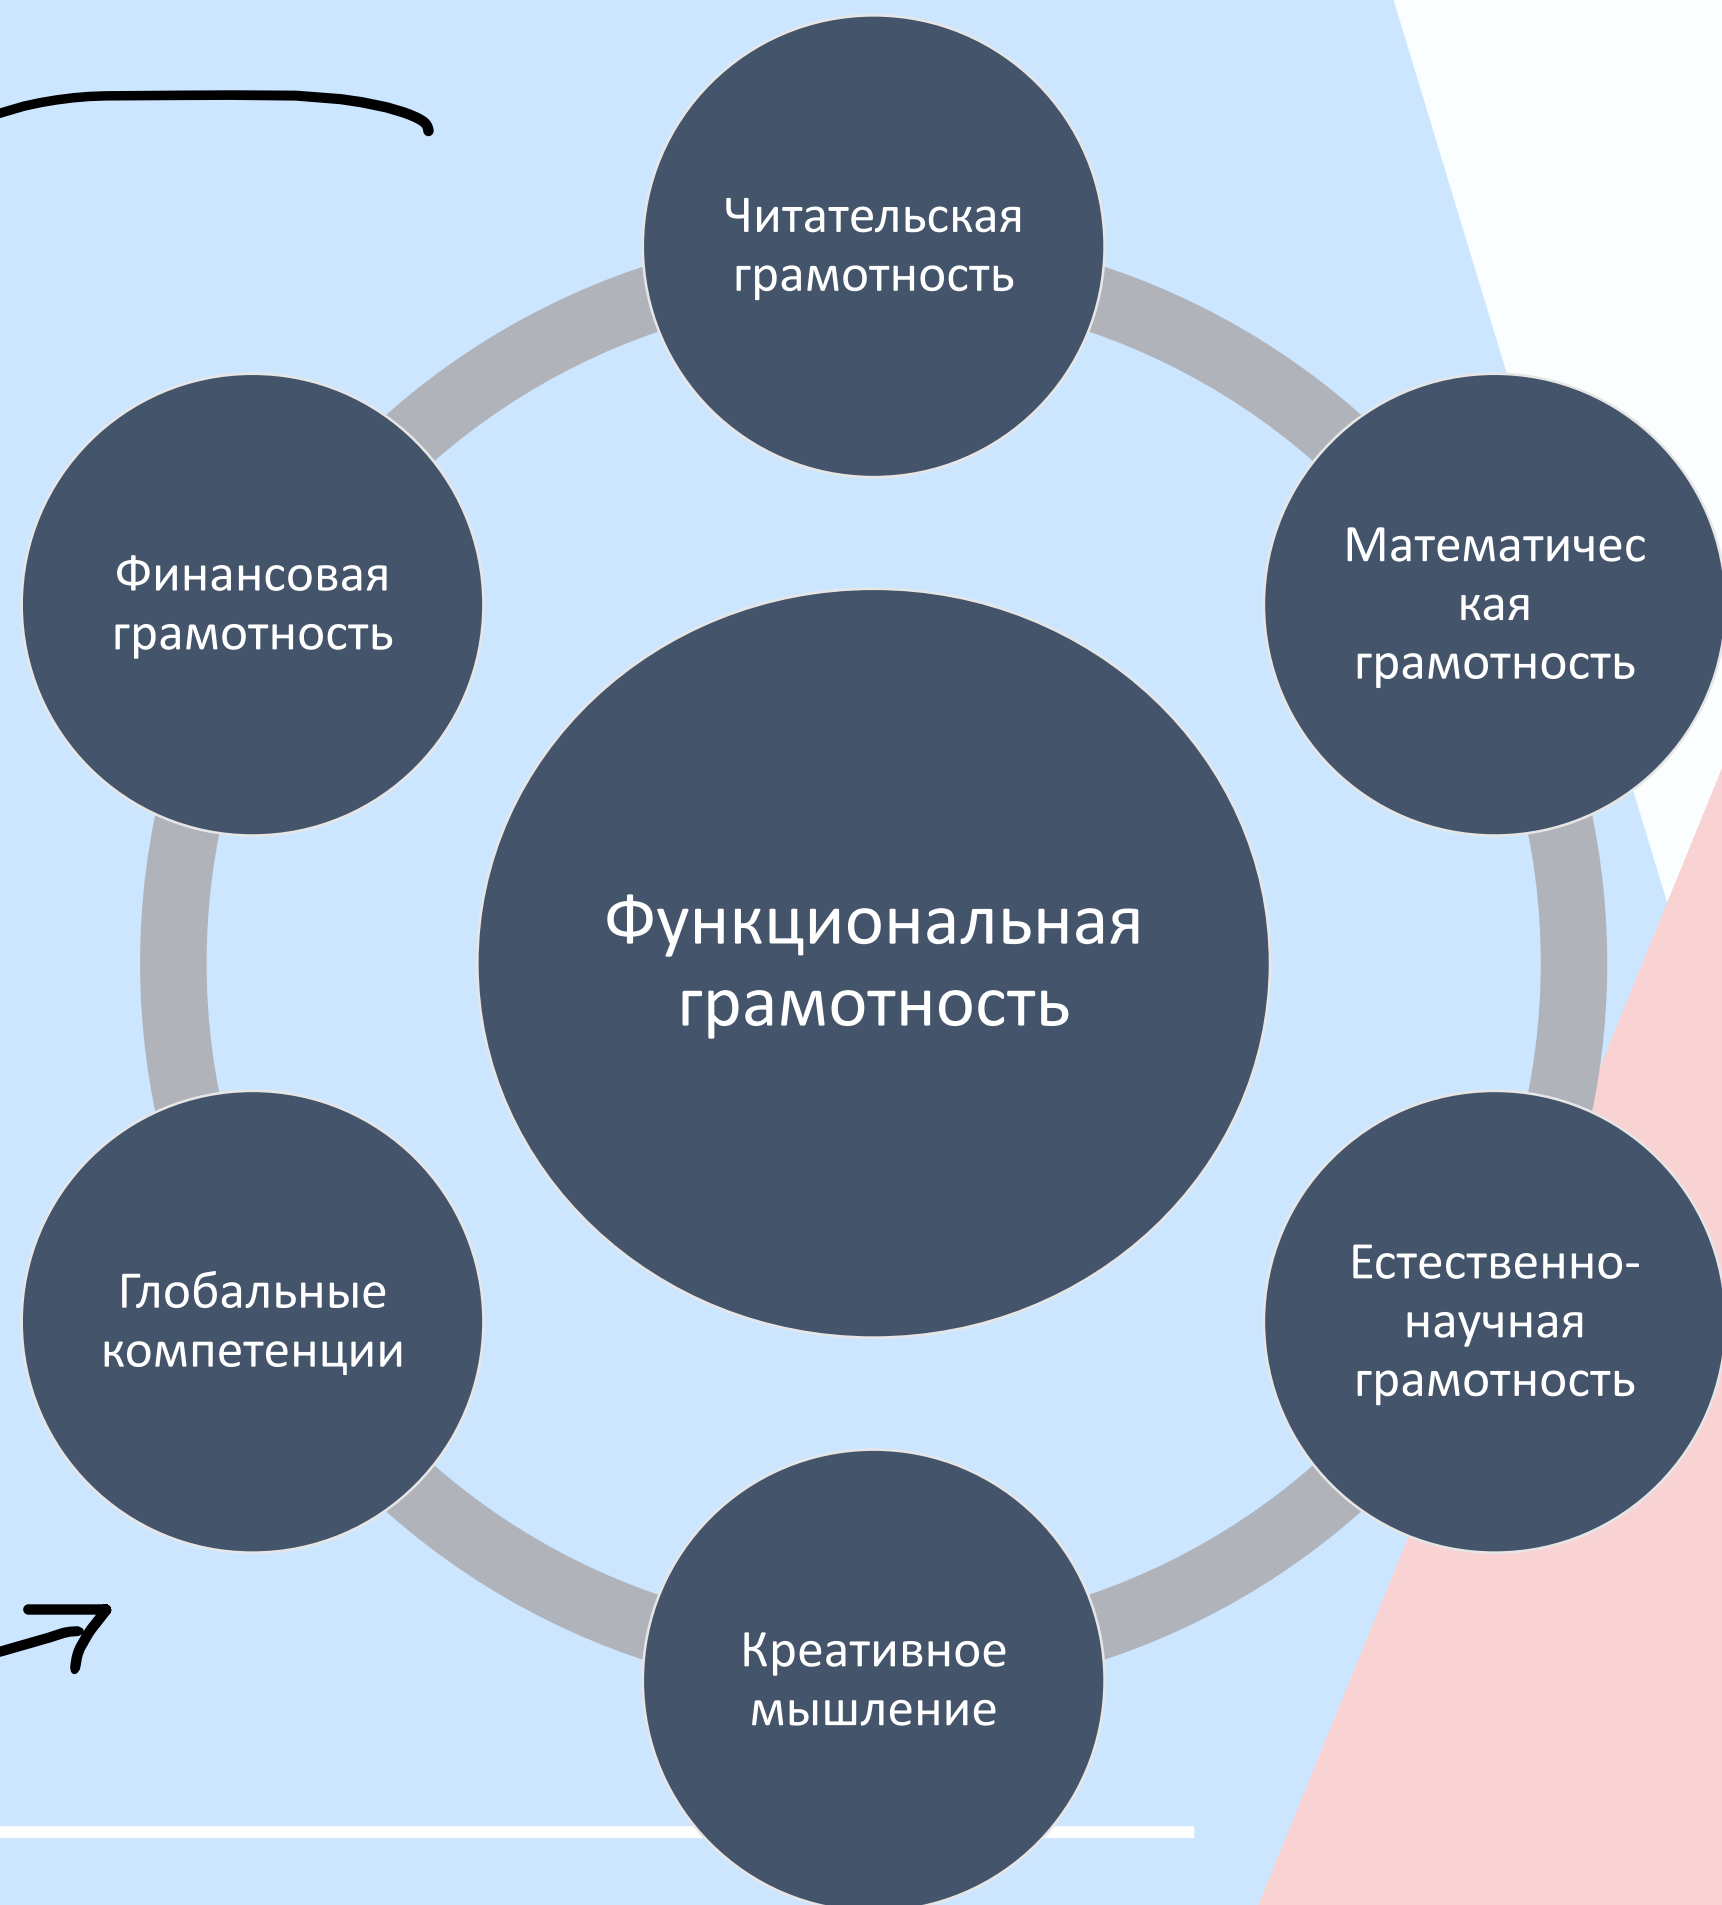 Читательская
грамотность
Математичес
кая
грамотность
Естественно-
научная
грамотность
Креативное
мышление
Глобальные
компетенции
Финансовая
грамотность
Функциональная
грамотность